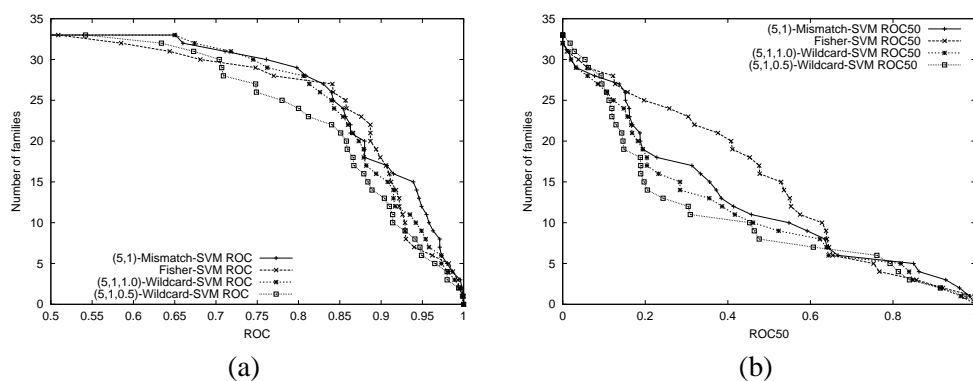 Number of families
35
30
25
20
15
10
5
0
(5,1)-Mismatch-SVM ROC
Fisher-SVM ROC
(5,1,1.0)-Wildcard-SVM ROC
(5,1,0.5)-Wildcard-SVM ROC
0.5 0.55 0.6 0.65 0.7 0.75 0.8 0.85 0.9 0.95 1
ROC
(a)
Number of families
35
30
25
20
15
10
5
0
(5,1)-Mismatch-SVM ROC50
Fisher-SVM ROC50
(5,1,1.0)-Wildcard-SVM ROC50
(5,1,0.5)-Wildcard-SVM ROC50
0 0.2 0.4 0.6 0.8
ROC50
(b)